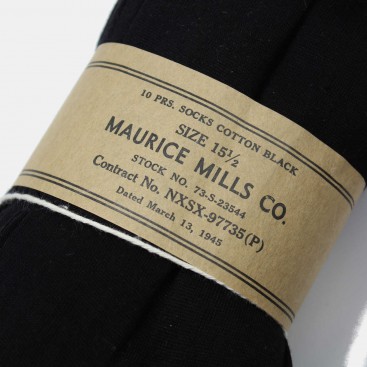 10 PRS. SOCKS COTTON BLACK
SIZE 15½
MAURICE MILLS CO.
STOCK NO. 73-S-23544
Contract No. NXSX-97735(P)
Dated March 13, 1945